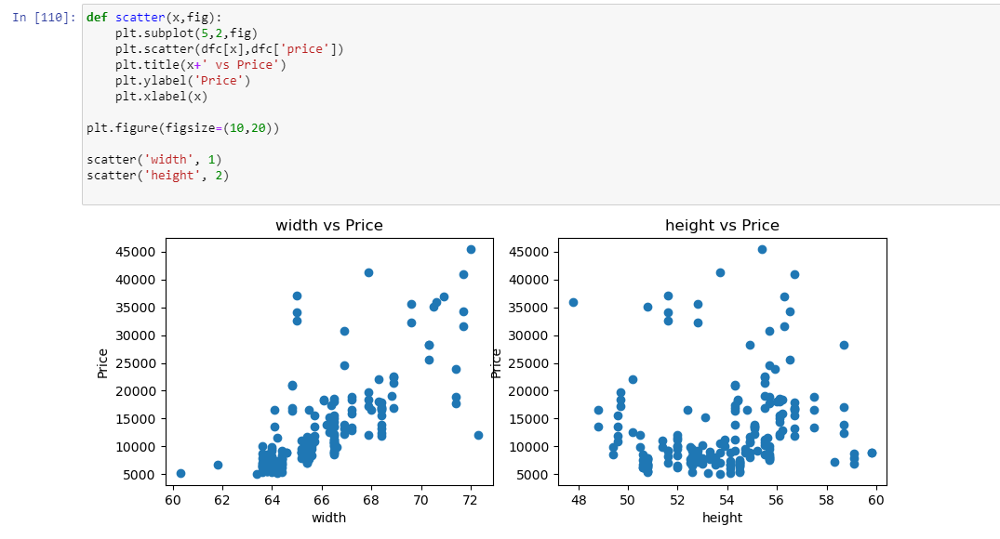 In [110]: def scatter(x,fig):
    plt.subplot(5,2,fig)
    plt.scatter(dfc[x],dfc['price'])
    plt.title(x+' vs Price')
    plt.ylabel('Price')
    plt.xlabel(x)
plt.figure(figsize=(10,20))
scatter('width', 1)
scatter('height', 2)
width vs Price
45000
40000
35000
30000
25000
20000
15000
10000
5000
Price
60 62 64 66 68 70 72
width
height vs Price
45000
40000
35000
30000
25000
20000
15000
10000
5000
Price
48 50 52 54 56 58 60
height